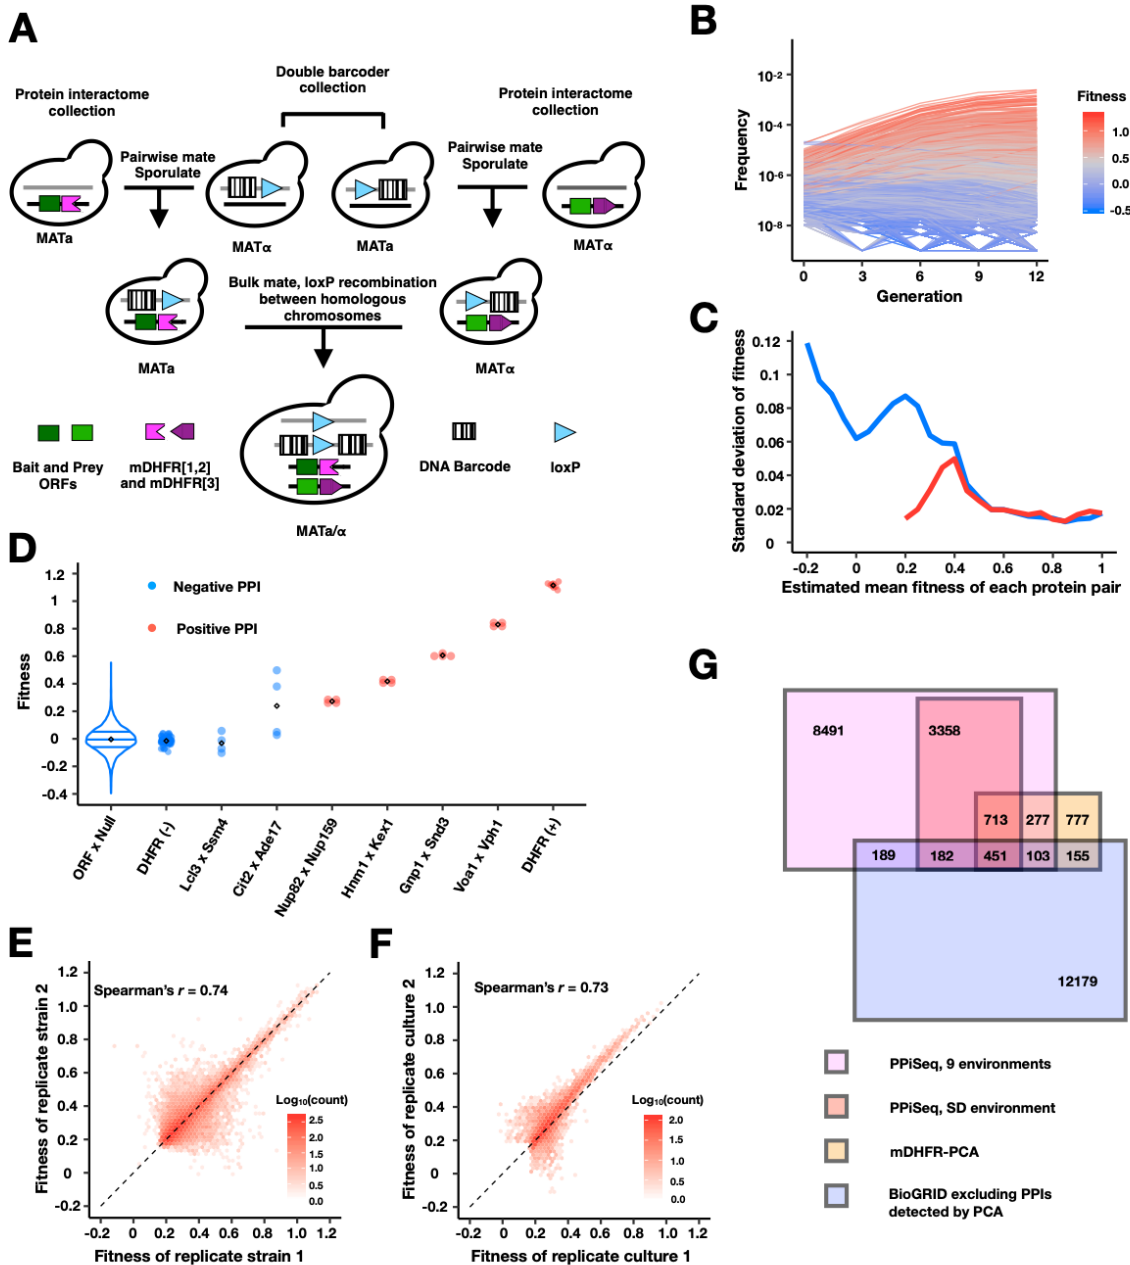 A
Protein interactome
collection
Double barcoder
collection
Protein interactome
collection
Pairwise mate
Sporulate
Pairwise mate
Sporulate
MATa
MATα
MATa
MATα
Bulk mate, loxP recombination
between homologous
chromosomes
MATa
MATα
Bait and Prey
ORFs
mDHFR[1,2]
and mDHFR[3]
DNA Barcode
loxP
MATa/α
B
Frequency
10-2
10-4
10-6
10-8
0 3 6 9 12
Generation
Fitness
1.0
0.5
0.0
-0.5
C
Standard deviation of fitness
0.12
0.1
0.08
0.06
0.04
0.02
0
-0.2 0 0.2 0.4 0.6 0.8 1
Estimated mean fitness of each protein pair
D
Fitness
1.2
1
0.8
0.6
0.4
0.2
0
-0.2
-0.4
Negative PPI
Positive PPI
ORF x Null
DHFR (-)
Lcl3 x Ssm4
Cit2 x Ade17
Nup82 x Nup159
Hnm1 x Kex1
Gnp1 x Snd3
Voa1 x Vph1
DHFR (+)
E
Fitness of replicate strain 2
1.2
1.0
0.8
0.6
0.4
0.2
0
-0.2
Spearman's r = 0.74
Log10(count)
2.5
2.0
1.5
1.0
0.5
0.0
-0.2 0 0.2 0.4 0.6 0.8 1.0 1.2
Fitness of replicate strain 1
F
Fitness of replicate culture 2
1.2
1.0
0.8
0.6
0.4
0.2
0
-0.2
Spearman's r = 0.73
Log10(count)
2.0
1.5
1.0
0.5
0.0
-0.2 0 0.2 0.4 0.6 0.8 1.0 1.2
Fitness of replicate culture 1
G
8491
3358
713 277 777
189 182 451 103 155
12179
PPiSeq, 9 environments
PPiSeq, SD environment
mDHFR-PCA
BioGRID excluding PPIs
detected by PCA